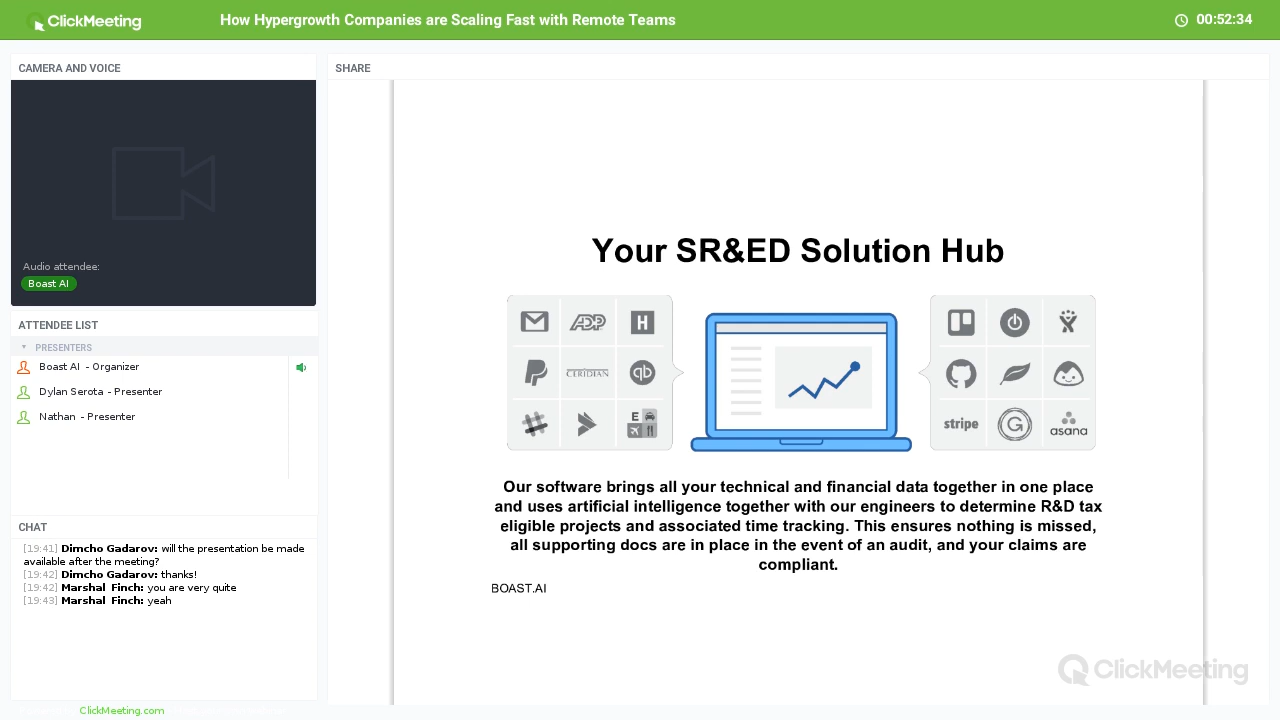 ClickMeeting
How Hypergrowth Companies are Scaling Fast with Remote Teams
00:52:34
CAMERA AND VOICE
Audio attendee:
Boast AI
ATTENDEE LIST
PRESENTERS
Boast AI - Organizer
Dylan Serota - Presenter
Nathan - Presenter
CHAT
[19:41] Dimcho Gadarov: will the presentation be made
available after the meeting?
[19:42] Dimcho Gadarov: thanks!
[19:42] Marshal Finch: you are very quite
[19:43] Marshal Finch: yeah
ClickMeeting.com
SHARE
Your SR&ED Solution Hub
ADP
H
CERIDIAN
qb
E
stripe
G
asana
Our software brings all your technical and financial data together in one place
and uses artificial intelligence together with our engineers to determine R&D tax
eligible projects and associated time tracking. This ensures nothing is missed,
all supporting docs are in place in the event of an audit, and your claims are
compliant.
BOAST.AI
ClickMeeting